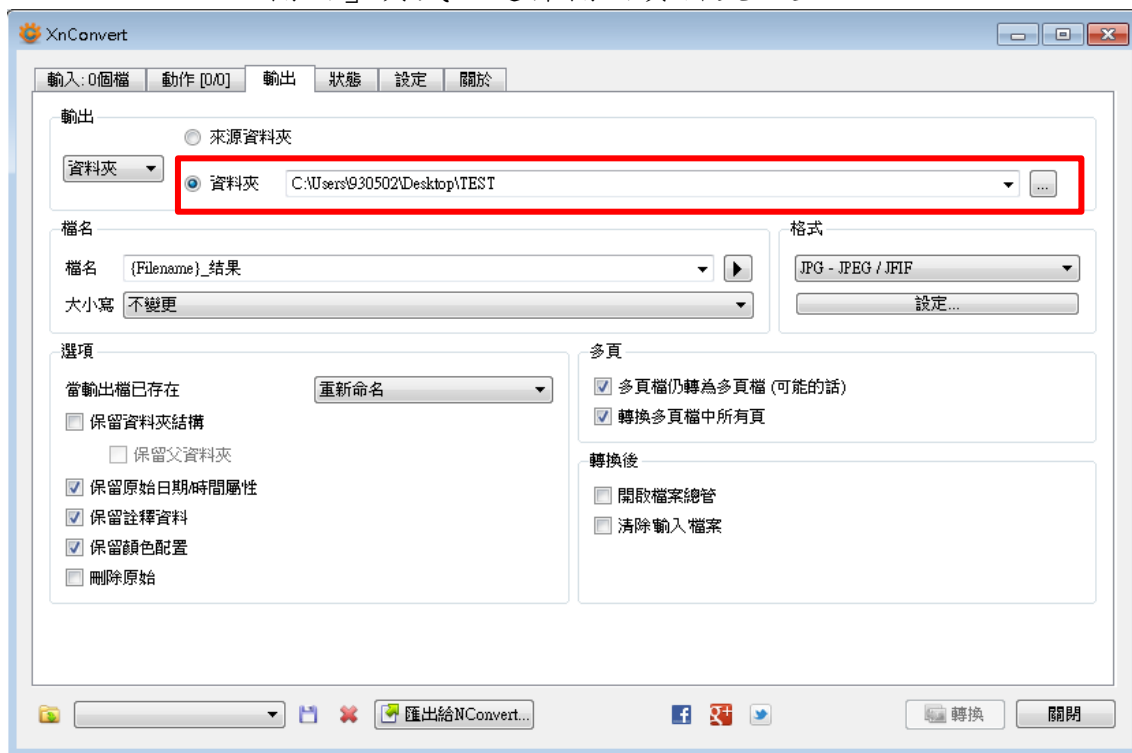 XnConvert
輸入: 0個檔 動作 [0/0] 輸出 狀態 設定 關於
輸出
來源資料夾
資料夾
資料夾 C:\Users\930502\Desktop\TEST ...
檔名 格式
檔名 {Filename}_结果 JPG - JPEG / JFIF
大小寫 不變更 設定...
選項 多頁
當輸出檔已存在 重新命名 多頁檔仍轉為多頁檔 (可能的話)
保留資料夾結構 轉換多頁檔中所有頁
保留父資料夾 轉換後
保留原始日期/時間屬性 開啟檔案總管
保留詮釋資料 清除輸入檔案
保留顏色配置
刪除原始
匯出給NConvert... 轉換 關閉